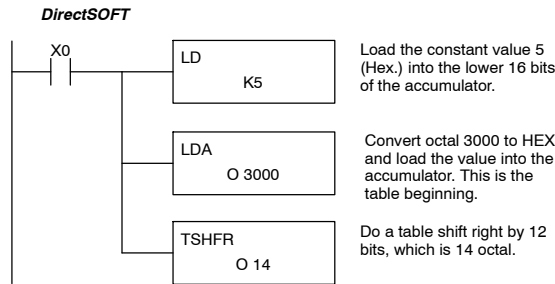 DirectSOFT
X0
LD
K5
Load the constant value 5
(Hex.) into the lower 16 bits
of the accumulator.
LDA
O 3000
Convert octal 3000 to HEX
and load the value into the
accumulator. This is the
table beginning.
TSHFR
O 14
Do a table shift right by 12
bits, which is 14 octal.